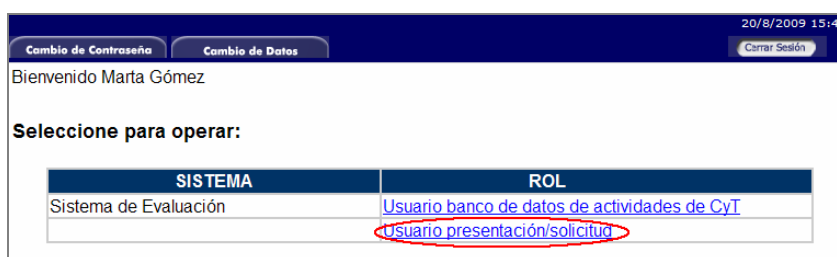 20/8/2009 15:4
Cambio de Contraseña Cambio de Datos Cerrar Sesión
Bienvenido Marta Gómez
Seleccione para operar:
SISTEMA ROL
Sistema de Evaluación Usuario banco de datos de actividades de CyT
Usuario presentación/solicitud